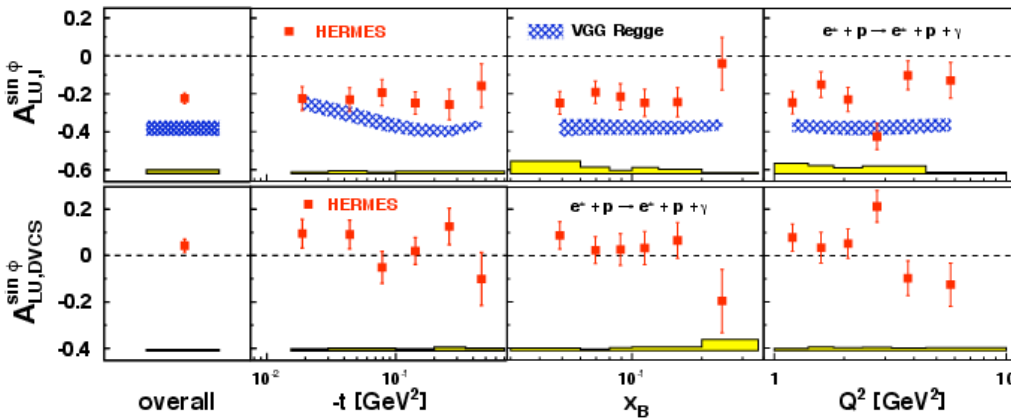 A_{LU,I}^{sin ϕ}
0.2
0
-0.2
-0.4
-0.6
HERMES
VGG Regge
e^± + p → e^± + p + γ
A_{LU,DVCS}^{sin ϕ}
0.2
0
-0.2
-0.4
HERMES
e^± + p → e^± + p + γ
10^{-2} 10^{-1} 10^{-1} 1 10
overall -t [GeV²] x_B Q² [GeV²]